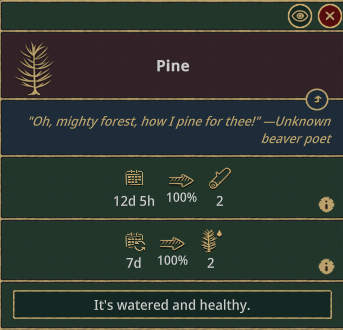 Pine
"Oh, mighty forest, how I pine for thee!" —Unknown
beaver poet
12d 5h 100% 2
7d 100% 2
It's watered and healthy.